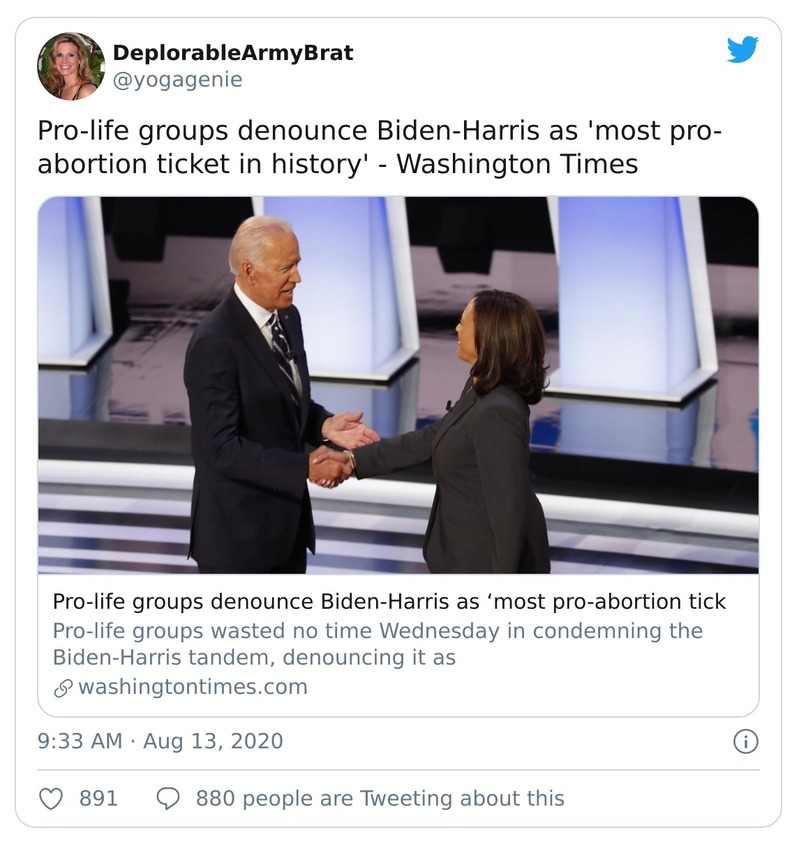 DeplorableArmyBrat
@yogagenie
Pro-life groups denounce Biden-Harris as 'most pro-
abortion ticket in history' - Washington Times
Pro-life groups denounce Biden-Harris as ‘most pro-abortion tick
Pro-life groups wasted no time Wednesday in condemning the
Biden-Harris tandem, denouncing it as
washingtontimes.com
9:33 AM · Aug 13, 2020
891 880 people are Tweeting about this